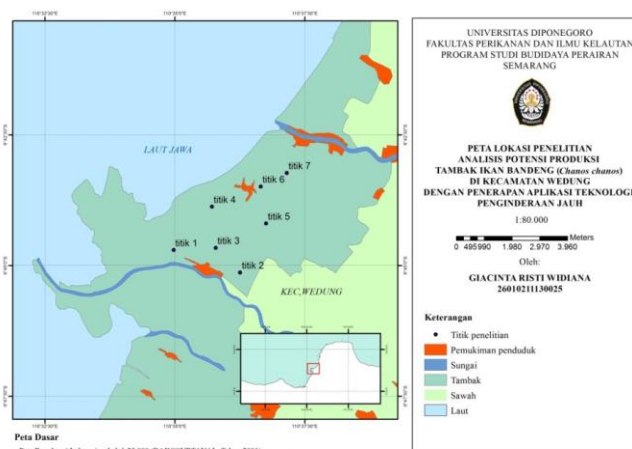 LAUT JAWA
titik 7
titik 6
titik 4
titik 5
titik 3
titik 1
titik 2
KEC,WEDUNG
Peta Dasar
UNIVERSITAS DIPONEGORO
FAKULTAS PERIKANAN DAN ILMU KELAUTAN
PROGRAM STUDI BUDIDAYA PERAIRAN
SEMARANG
PETA LOKASI PENELITIAN
ANALISIS POTENSI PRODUKSI
TAMBAK IKAN BANDENG (Chanos chanos)
DI KECAMATAN WEDUNG
DENGAN PENERAPAN APLIKASI TEKNOLOGI
PENGINDERAAN JAUH
1:80.000
Meters
0 495990 1.980 2.970 3.960
Oleh:
GIACINTA RISTI WIDIANA
26010211130025
Keterangan
Titik penelitian
Pemukiman penduduk
Sungai
Tambak
Sawah
Laut